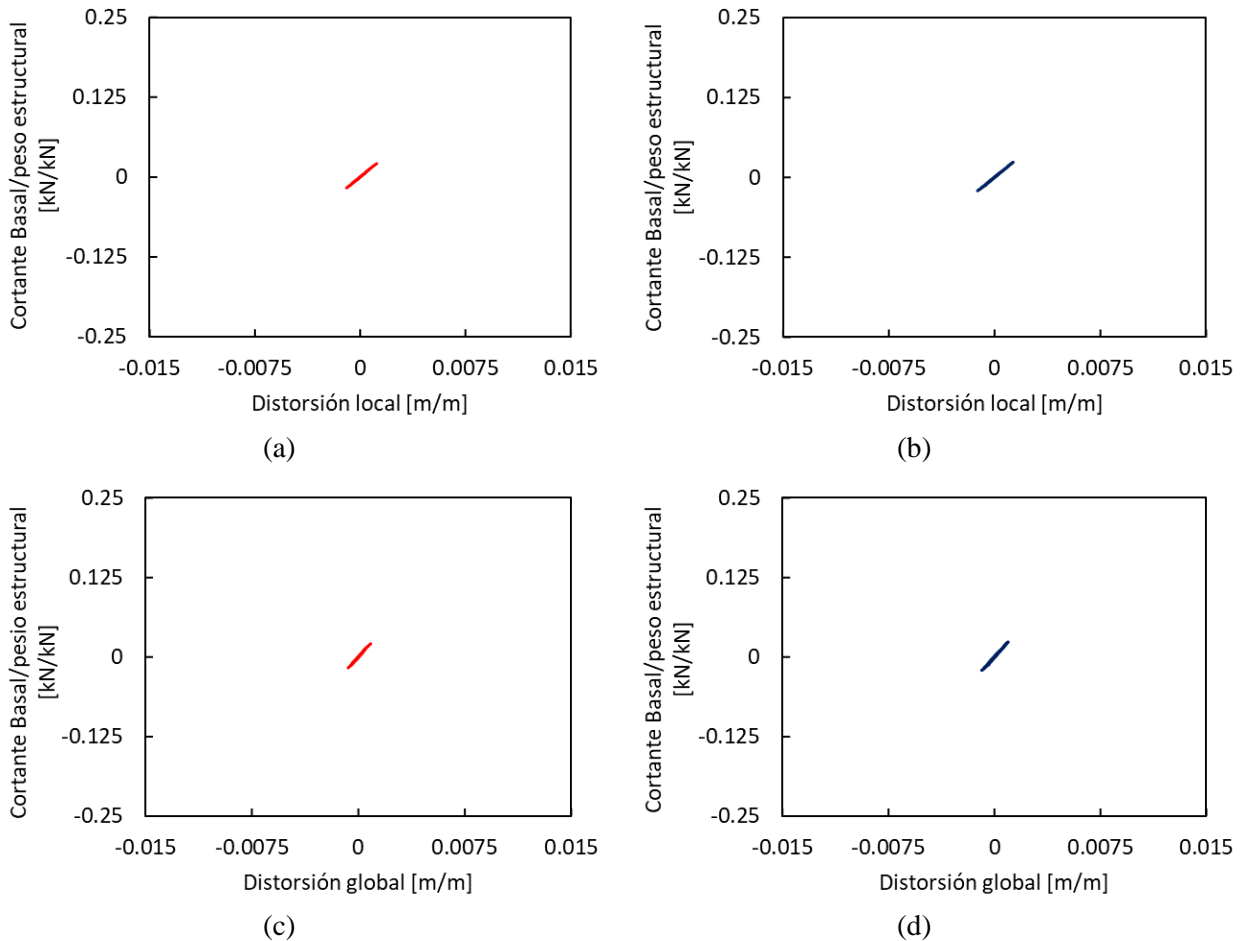 Cortante Basal/peso estructural
[kN/kN]
0.25
0.125
0
-0.125
-0.25
-0.015
-0.0075
0
0.0075
0.015
Distorsión local [m/m]
(a)
Cortante Basal/peso estructural
[kN/kN]
0.25
0.125
0
-0.125
-0.25
-0.015
-0.0075
0
0.0075
0.015
Distorsión local [m/m]
(b)
Cortante Basal/pesio estructural
[kN/kN]
0.25
0.125
0
-0.125
-0.25
-0.015
-0.0075
0
0.0075
0.015
Distorsión global [m/m]
(c)
Cortante Basal/peso estructural
[kN/kN]
0.25
0.125
0
-0.125
-0.25
-0.015
-0.0075
0
0.0075
0.015
Distorsión global [m/m]
(d)